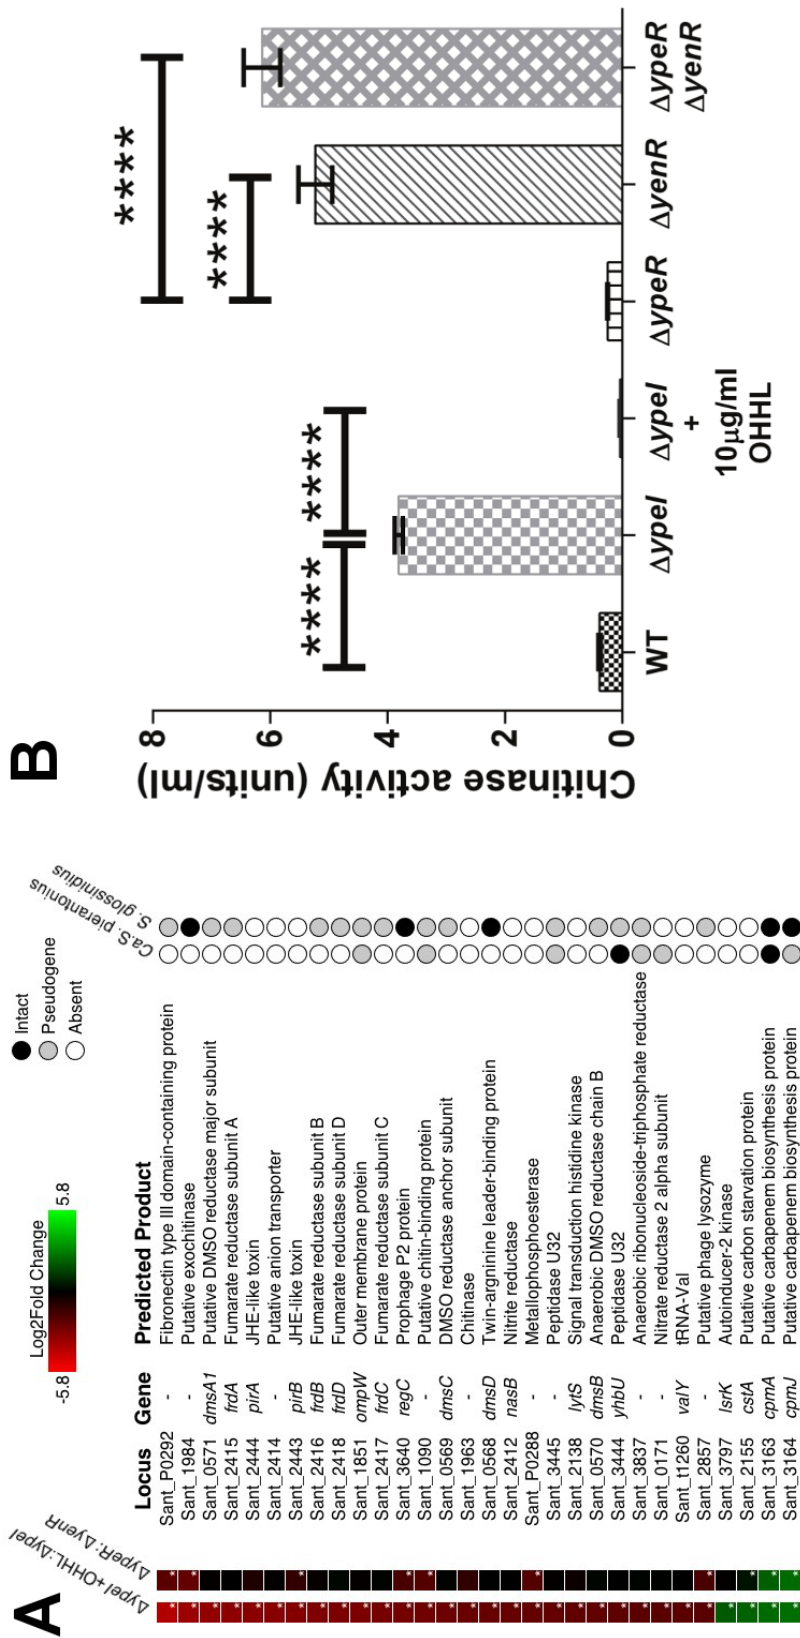 A
ΔypeI+OHHL:ΔypeI
ΔypeR:ΔyenR
Log2Fold Change
-5.8 5.8
Intact
Pseudogene
Absent
Locus Gene Predicted Product
Ca.S. pierantonius
S. glossinidius
Sant_P0292 - Fibronectin type III domain-containing protein
Sant_1984 - Putative exochitinase
Sant_0571 dmsA1 Putative DMSO reductase major subunit
Sant_2415 frdA Fumarate reductase subunit A
Sant_2444 pirA JHE-like toxin
Sant_2414 - Putative anion transporter
Sant_2443 pirB JHE-like toxin
Sant_2416 frdB Fumarate reductase subunit B
Sant_2418 frdD Fumarate reductase subunit D
Sant_1851 ompW Outer membrane protein
Sant_2417 frdC Fumarate reductase subunit C
Sant_3640 regC Prophage P2 protein
Sant_1090 - Putative chitin-binding protein
Sant_0569 dmsC DMSO reductase anchor subunit
Sant_1963 - Chitinase
Sant_0568 dmsD Twin-argninine leader-binding protein
Sant_2412 nasB Nitrite reductase
Sant_P0288 - Metallophosphoesterase
Sant_3445 - Peptidase U32
Sant_2138 lytS Signal transduction histidine kinase
Sant_0570 dmsB Anaerobic DMSO reductase chain B
Sant_3444 yhbU Peptidase U32
Sant_3837 - Anaerobic ribonucleoside-triphosphate reductase
Sant_0171 - Nitrate reductase 2 alpha subunit
Sant_t1260 valY tRNA-Val
Sant_2857 - Putative phage lysozyme
Sant_3797 lsrK Autoinducer-2 kinase
Sant_2155 cstA Putative carbon starvation protein
Sant_3163 cpmA Putative carbapenem biosynthesis protein
Sant_3164 cpmJ Putative carbapenem biosynthesis protein
B
Chitinase activity (units/ml)
8
6
4
2
0
****
****
****
****
WT
ΔypeI
ΔypeI
+
10µg/ml
OHHL
ΔypeR
ΔyenR
ΔypeR
ΔyenR